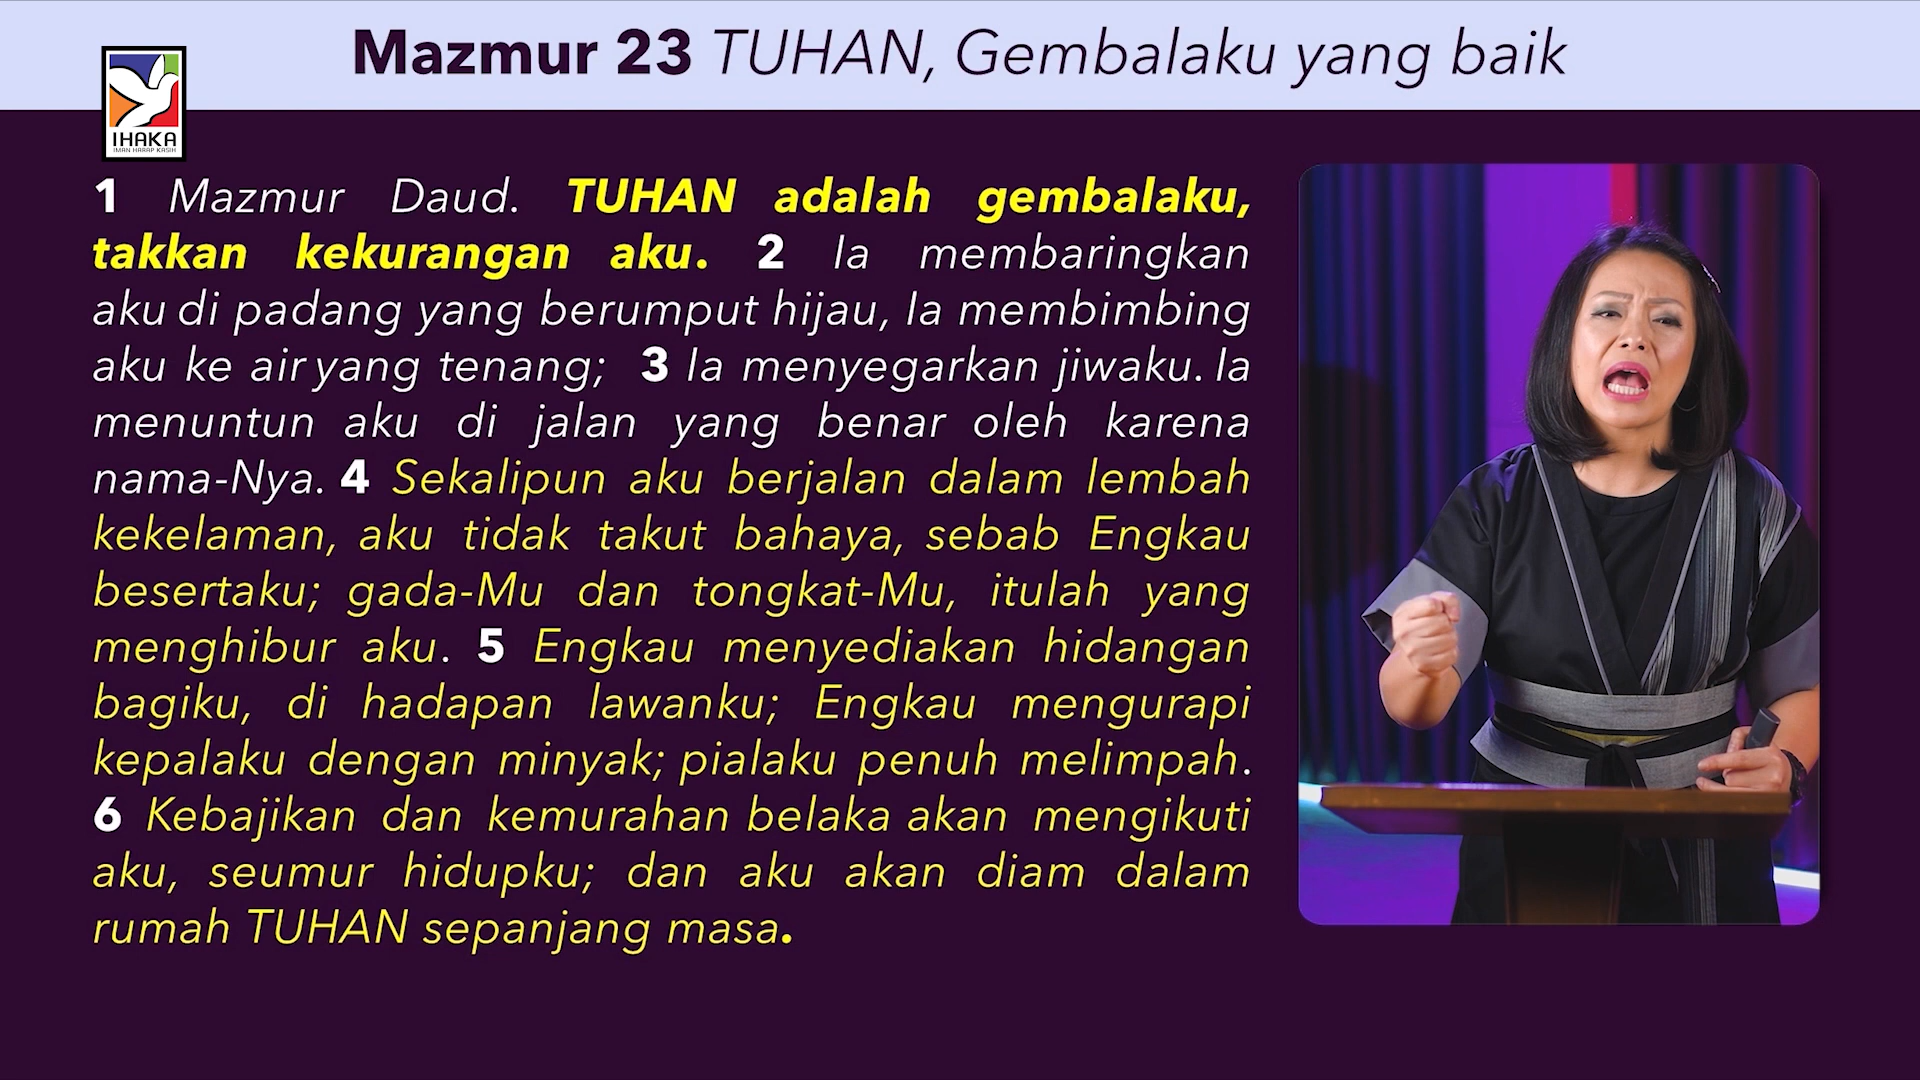 Mazmur 23 TUHAN, Gembalaku yang baik
IHAKA
IMAN HARAP KASIH
1 Mazmur Daud. TUHAN adalah gembalaku,
takkan kekurangan aku. 2 Ia membaringkan
aku di padang yang berumput hijau, Ia membimbing
aku ke air yang tenang; 3 Ia menyegarkan jiwaku. Ia
menuntun aku di jalan yang benar oleh karena
nama-Nya. 4 Sekalipun aku berjalan dalam lembah
kekelaman, aku tidak takut bahaya, sebab Engkau
besertaku; gada-Mu dan tongkat-Mu, itulah yang
menghibur aku. 5 Engkau menyediakan hidangan
bagiku, di hadapan lawanku; Engkau mengurapi
kepalaku dengan minyak; pialaku penuh melimpah.
6 Kebajikan dan kemurahan belaka akan mengikuti
aku, seumur hidupku; dan aku akan diam dalam
rumah TUHAN sepanjang masa.